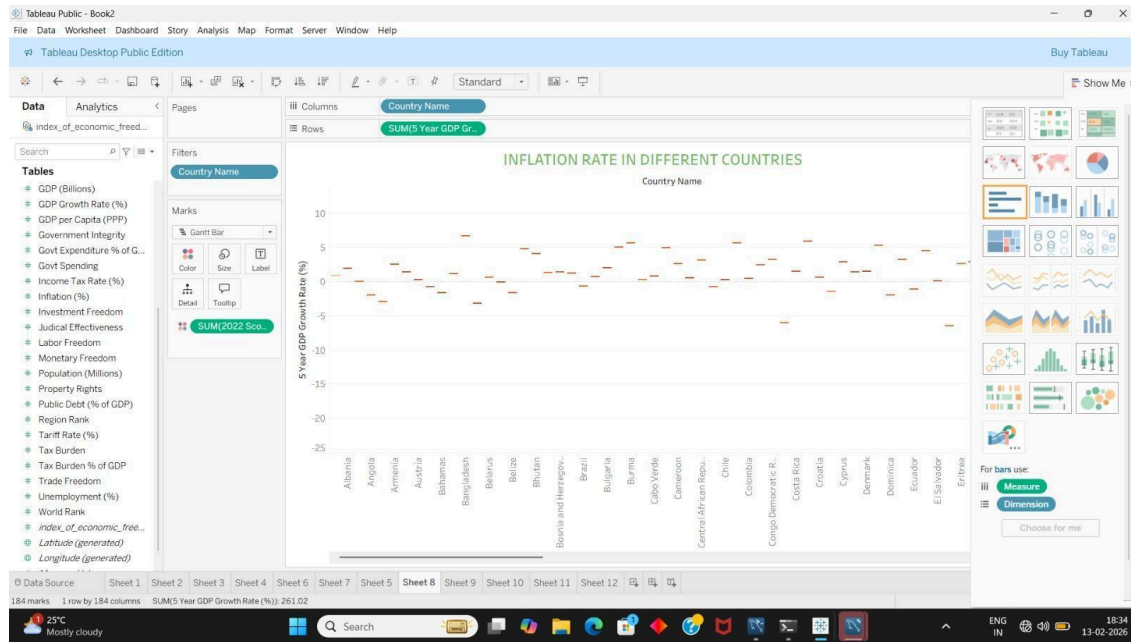 Tableau Public - Book2
File Data Worksheet Dashboard Story Analysis Map Format Server Window Help
Tableau Desktop Public Edition
Buy Tableau
Standard
Show Me
Data Analytics
index_of_economic_freed...
Search
Tables
GDP (Billions)
GDP Growth Rate (%)
GDP per Capita (PPP)
Government Integrity
Govt Expenditure % of G...
Govt Spending
Income Tax Rate (%)
Inflation (%)
Investment Freedom
Judical Effectiveness
Labor Freedom
Monetary Freedom
Population (Millions)
Property Rights
Public Debt (% of GDP)
Region Rank
Tariff Rate (%)
Tax Burden
Tax Burden % of GDP
Trade Freedom
Unemployment (%)
World Rank
index_of_economic_free...
Latitude (generated)
Longitude (generated)
Pages
Filters
Country Name
Marks
Gantt Bar
Color Size Label
Detail Tooltip
SUM(2022 Sco..
Columns Country Name
Rows SUM(5 Year GDP Gr..
INFLATION RATE IN DIFFERENT COUNTRIES
Country Name
5 Year GDP Growth Rate (%)
10
5
0
-5
-10
-15
-20
-25
Albania
Angola
Armenia
Austria
Bahamas
Bangladesh
Belarus
Belize
Bhutan
Bosnia and Herzegov..
Brazil
Bulgaria
Burma
Cabo Verde
Cameroon
Central African Repu..
Chile
Colombia
Congo Democratic R..
Costa Rica
Croatia
Cyprus
Denmark
Dominica
Ecuador
El Salvador
Eritrea
For bars use:
Measure
Dimension
Choose for me
Data Source Sheet 1 Sheet 2 Sheet 3 Sheet 4 Sheet 6 Sheet 7 Sheet 5 Sheet 8 Sheet 9 Sheet 10 Sheet 11 Sheet 12
184 marks 1 row by 184 columns SUM(5 Year GDP Growth Rate (%)): 261.02
25°C
Mostly cloudy
Search
ENG
IN
18:34
13-02-2026